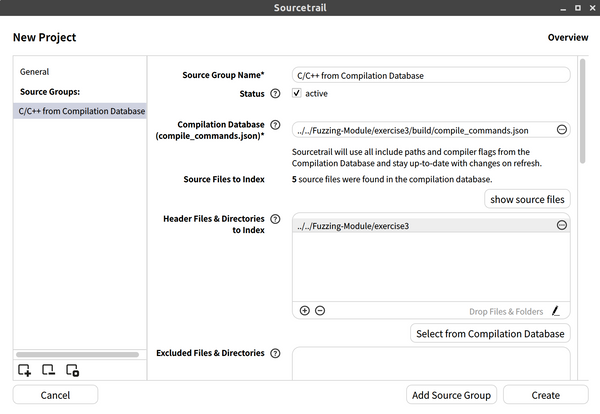 Sourcetrail
New Project
Overview
General
Source Groups:
C/C++ from Compilation Database
Source Group Name*
C/C++ from Compilation Database
Status
active
Compilation Database
(compile_commands.json)*
../../Fuzzing-Module/exercise3/build/compile_commands.json
Sourcetrail will use all include paths and compiler flags from the
Compilation Database and stay up-to-date with changes on refresh.
Source Files to Index
5 source files were found in the compilation database.
show source files
Header Files & Directories
to Index
../../Fuzzing-Module/exercise3
Drop Files & Folders
Select from Compilation Database
Excluded Files & Directories
Cancel
Add Source Group
Create